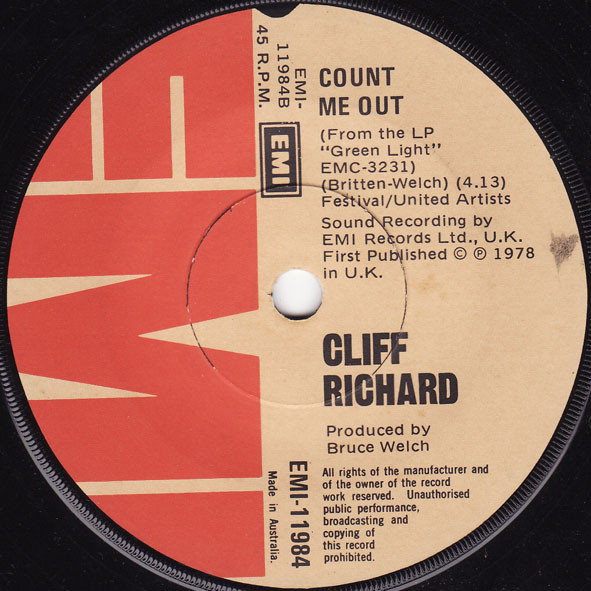 COUNT
ME OUT
(From the LP
"Green Light"
EMC-3231)
(Britten-Welch) (4.13)
Festival/United Artists
Sound Recording by
EMI Records Ltd., U.K.
First Published © ℗ 1978
in U.K.
EMI-
11984B
45 R.P.M.
EMI
EMI
CLIFF
RICHARD
Produced by
Bruce Welch
EMI-11984
Made in Australia.
All rights of the manufacturer and
of the owner of the record
work reserved. Unauthorised
public performance,
broadcasting and
copying of
this record
prohibited.